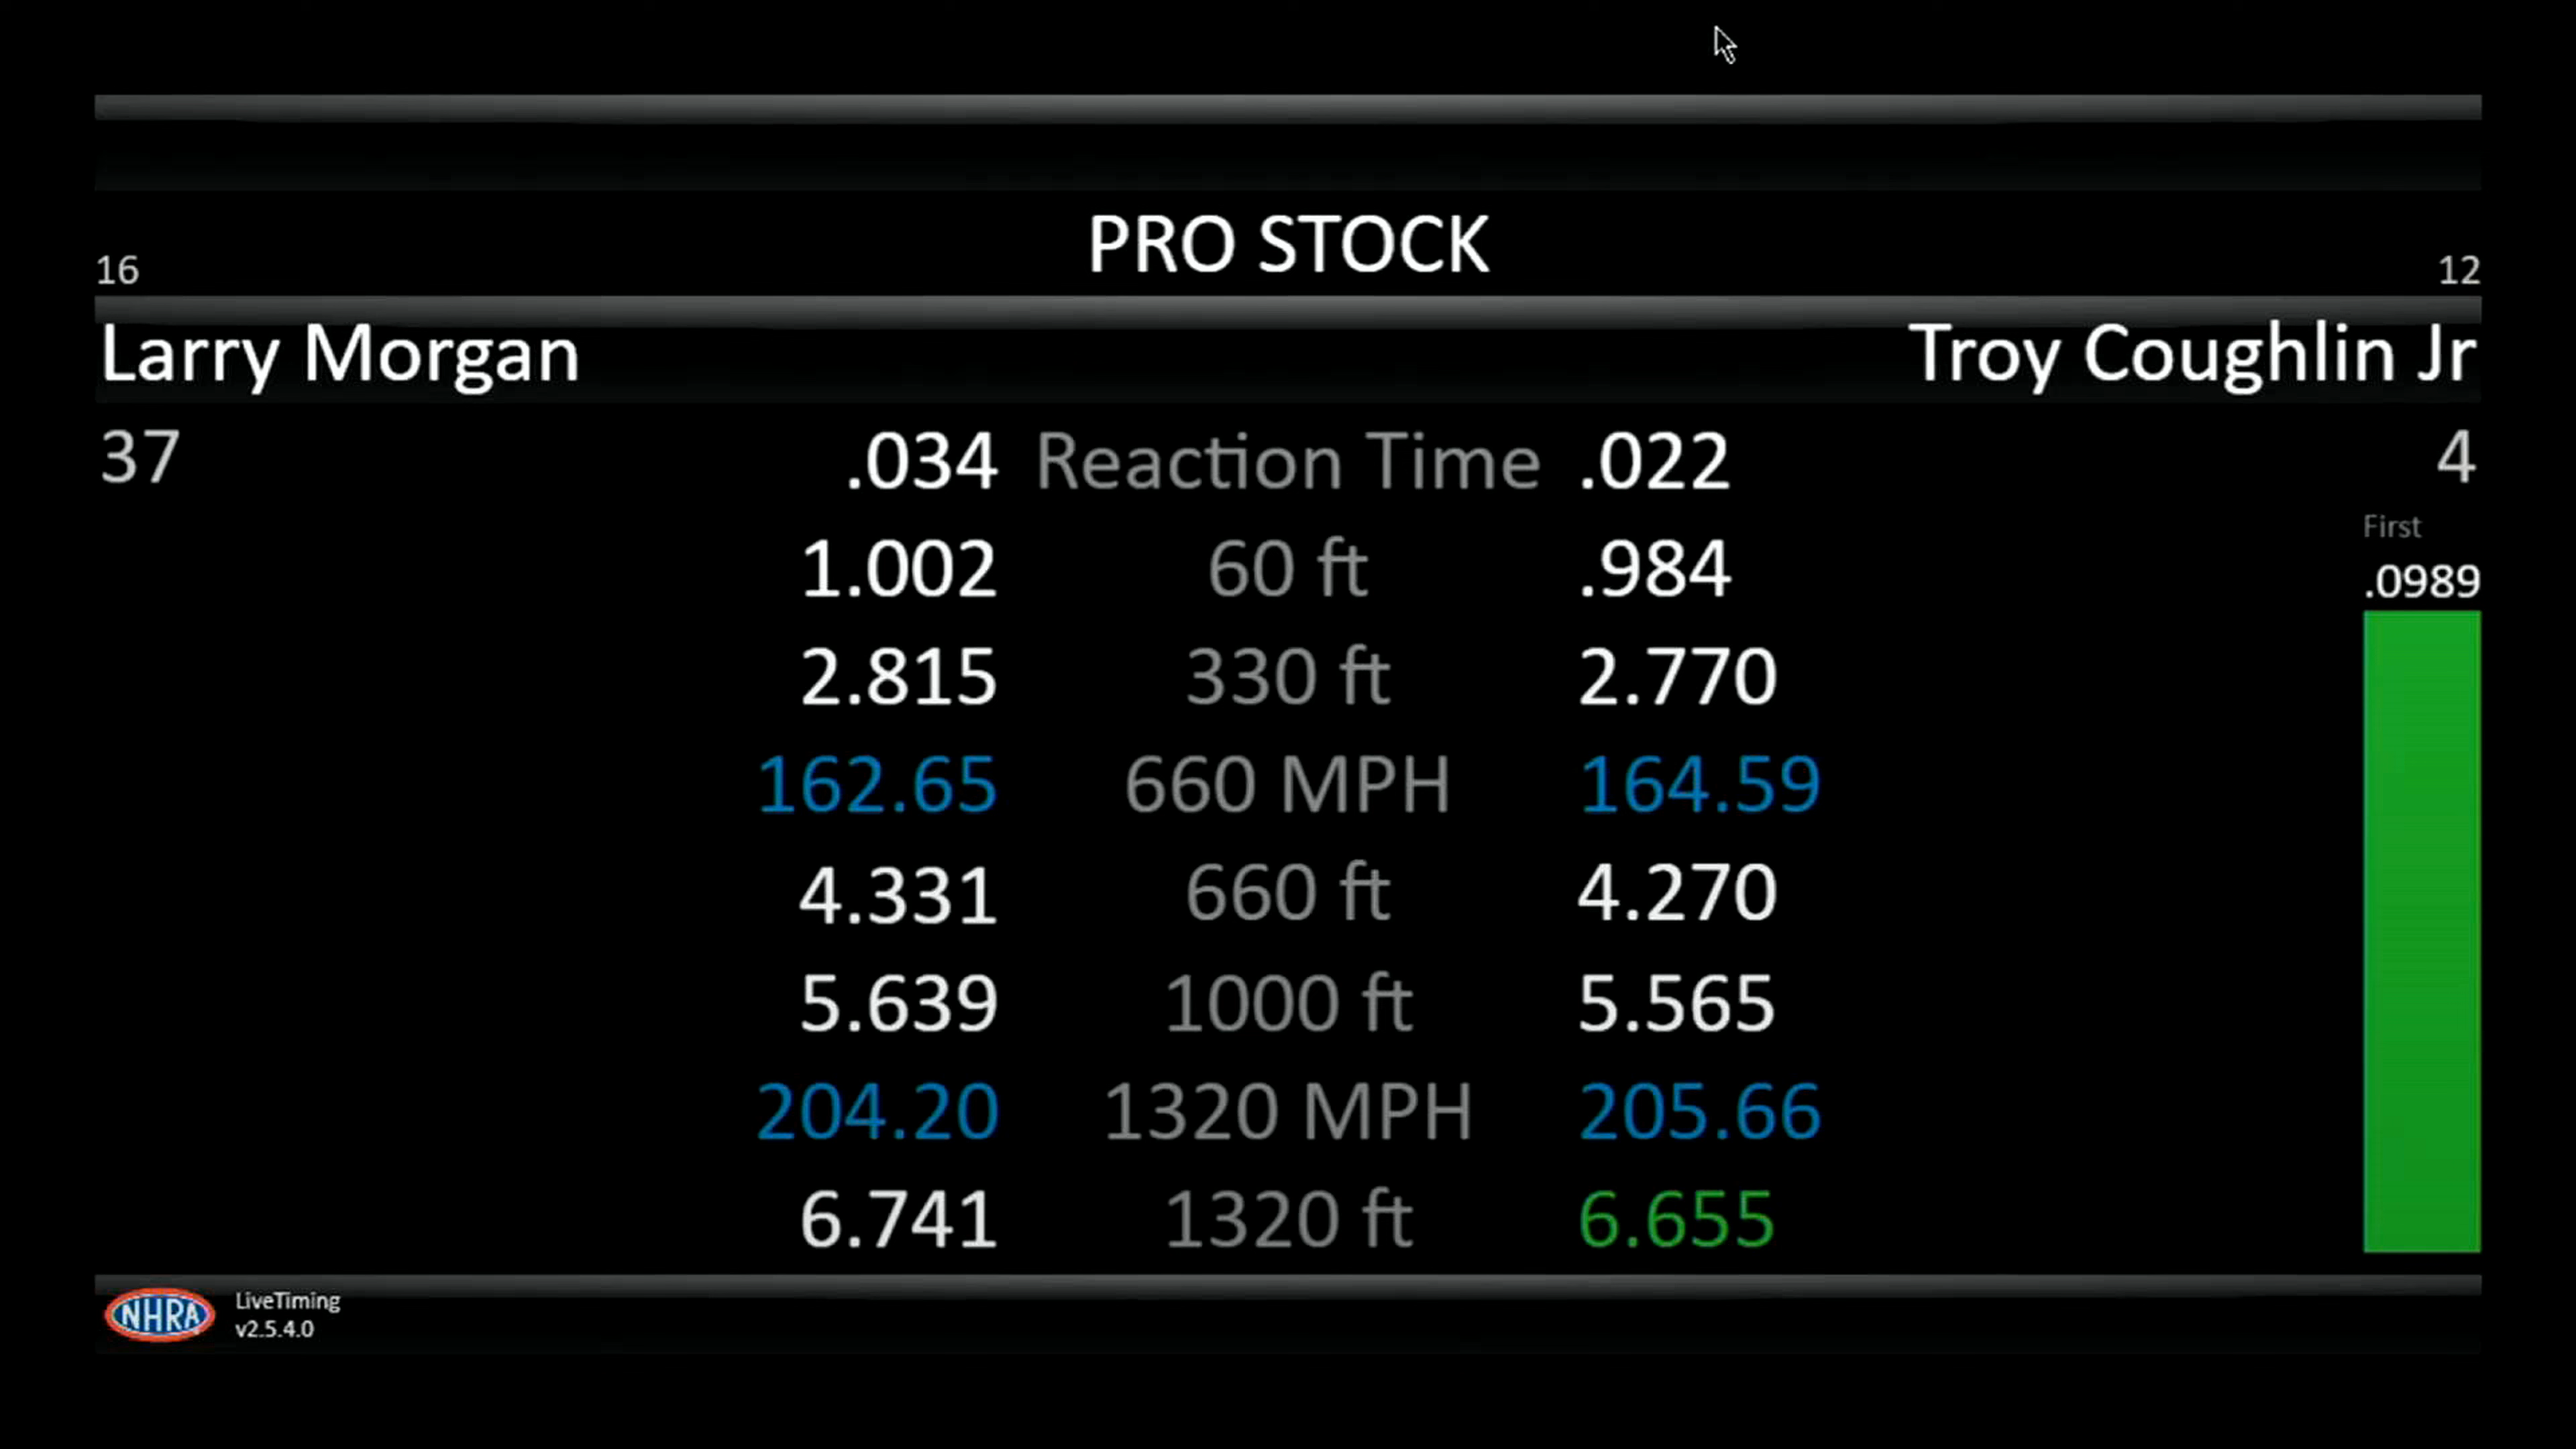 PRO STOCK
16 12
Larry Morgan Troy Coughlin Jr
37 .034 Reaction Time .022 4
First
1.002 60 ft .984 .0989
2.815 330 ft 2.770
162.65 660 MPH 164.59
4.331 660 ft 4.270
5.639 1000 ft 5.565
204.20 1320 MPH 205.66
6.741 1320 ft 6.655
NHRA LiveTiming
v2.5.4.0